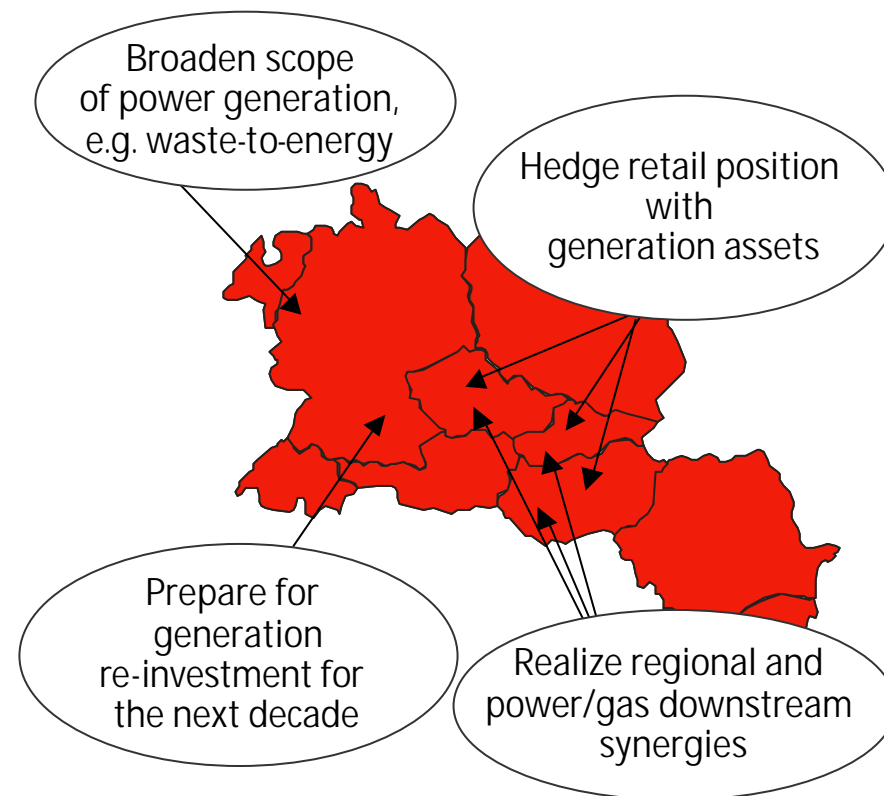 Broaden scope
of power generation,
e.g. waste-to-energy
Hedge retail position
with
generation assets
Prepare for
generation
re-investment for
the next decade
Realize regional and
power/gas downstream
synergies